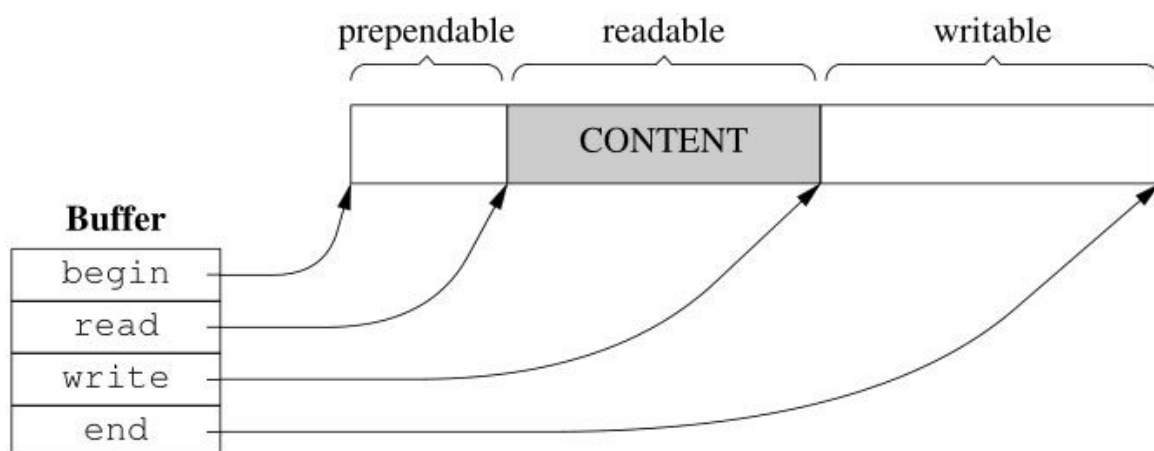 prependable readable writable
CONTENT
Buffer
begin
read
write
end